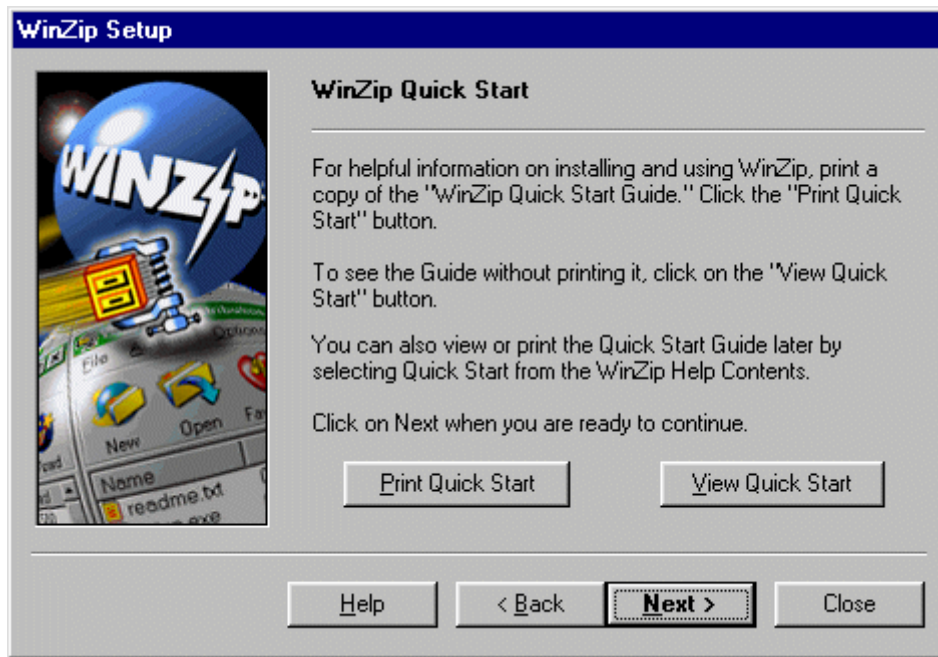 WinZip Setup
WinZip Quick Start
For helpful information on installing and using WinZip, print a
copy of the "WinZip Quick Start Guide." Click the "Print Quick
Start" button.
To see the Guide without printing it, click on the "View Quick
Start" button.
You can also view or print the Quick Start Guide later by
selecting Quick Start from the WinZip Help Contents.
Click on Next when you are ready to continue.
Print Quick Start
View Quick Start
Help
< Back
Next >
Close
WINZIP
File
Options
New
Open
Name
readme.txt